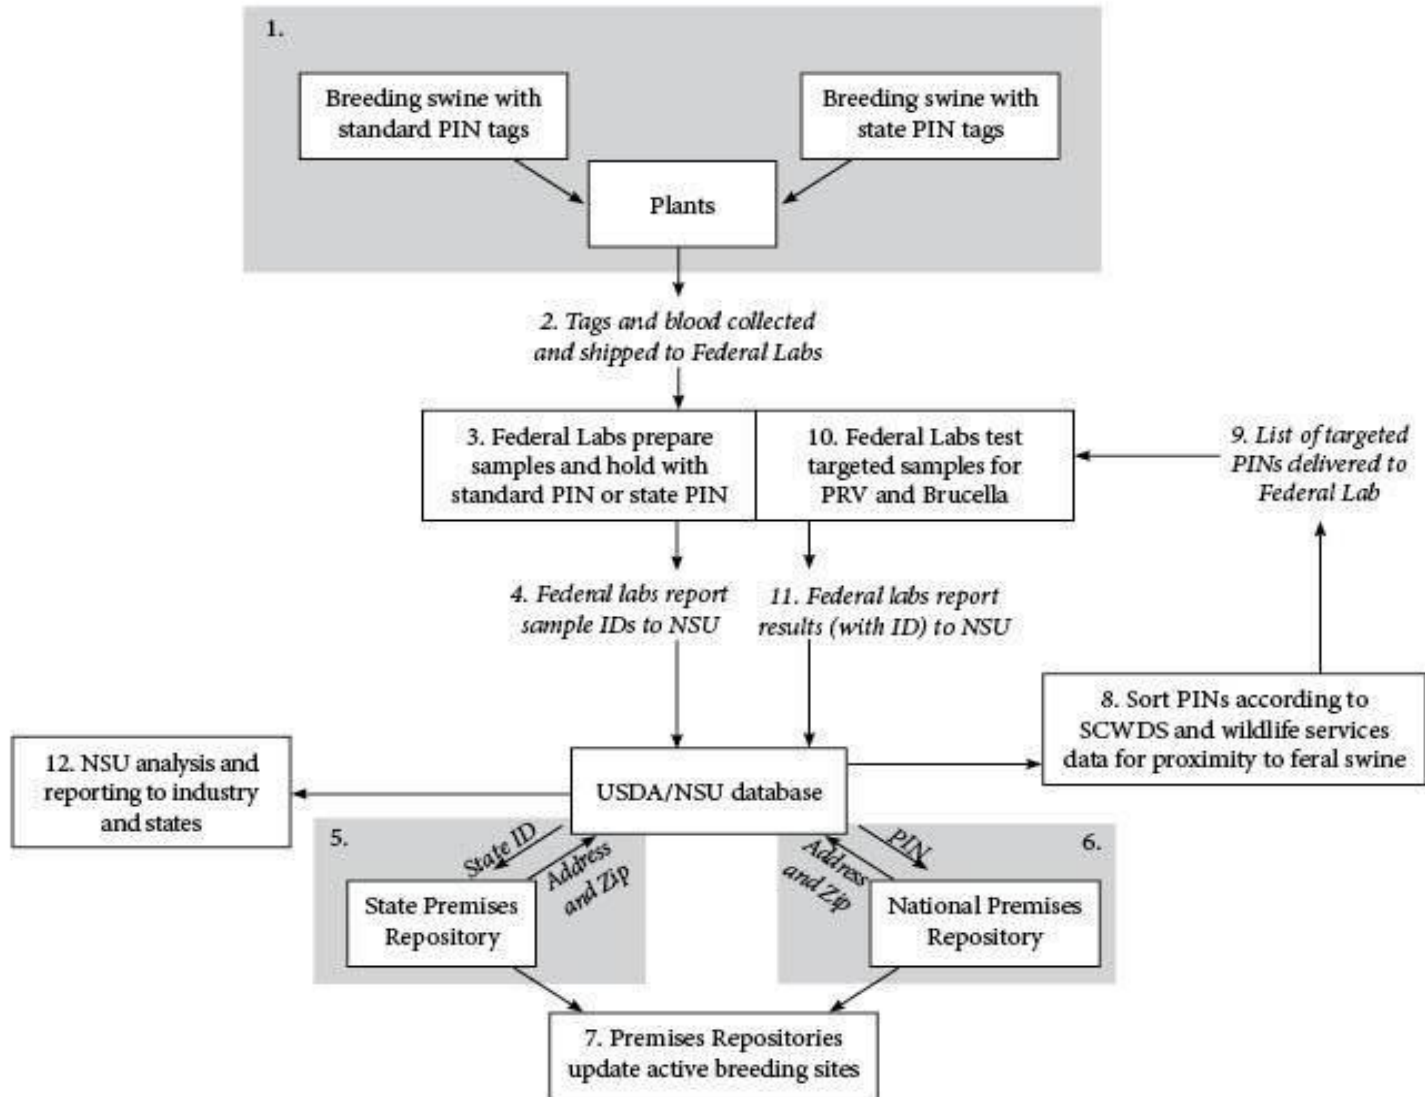 1.
Breeding swine with
standard PIN tags
Breeding swine with
state PIN tags
Plants
2. Tags and blood collected
and shipped to Federal Labs
3. Federal Labs prepare
samples and hold with
standard PIN or state PIN
10. Federal Labs test
targeted samples for
PRV and Brucella
9. List of targeted
PINs delivered to
Federal Lab
4. Federal labs report
sample IDs to NSU
11. Federal labs report
results (with ID) to NSU
8. Sort PINs according to
SCWDS and wildlife services
data for proximity to feral swine
12. NSU analysis and
reporting to industry
and states
USDA/NSU database
5.
State ID
Address
and Zip
State Premises
Repository
6.
PIN
Address
and Zip
National Premises
Repository
7. Premises Repositories
update active breeding sites